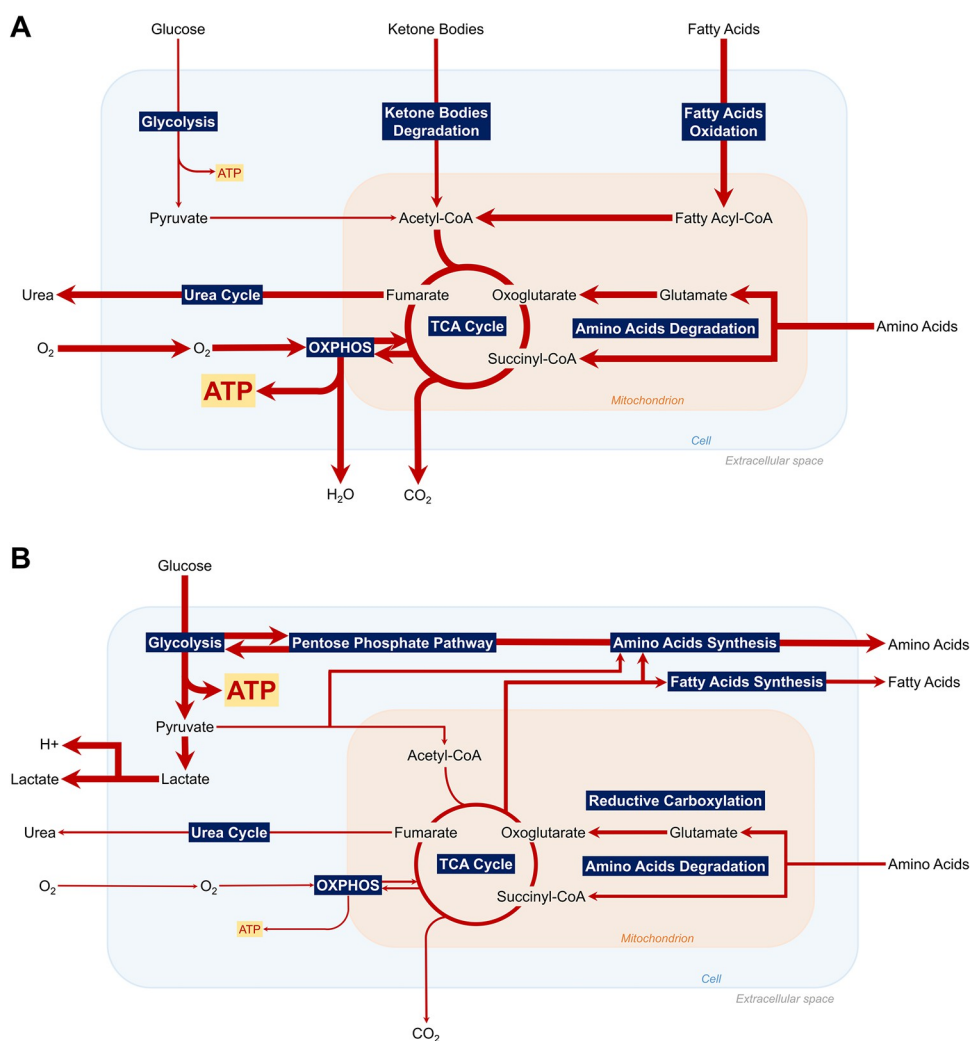 A
Glucose
Ketone Bodies
Fatty Acids
Glycolysis
Ketone Bodies
Degradation
Fatty Acids
Oxidation
ATP
Pyruvate
Acetyl-CoA
Fatty Acyl-CoA
Urea
Urea Cycle
Fumarate
Oxoglutarate
Glutamate
TCA Cycle
Amino Acids Degradation
Amino Acids
O₂
O₂
OXPHOS
Succinyl-CoA
ATP
Mitochondrion
Cell
Extracellular space
H₂O
CO₂
B
Glucose
Glycolysis
Pentose Phosphate Pathway
Amino Acids Synthesis
Amino Acids
ATP
Fatty Acids Synthesis
Fatty Acids
Pyruvate
H+
Acetyl-CoA
Lactate
Lactate
Reductive Carboxylation
Urea
Urea Cycle
Fumarate
Oxoglutarate
Glutamate
TCA Cycle
Amino Acids Degradation
Amino Acids
O₂
O₂
OXPHOS
Succinyl-CoA
ATP
Mitochondrion
Cell
Extracellular space
CO₂